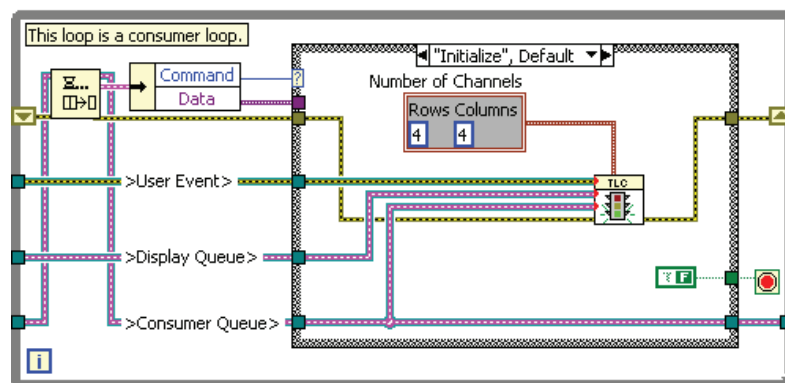 This loop is a consumer loop.
"Initialize", Default
Command
Data
?
Number of Channels
Rows Columns
4 4
TLC
>User Event>
>Display Queue>
F
>Consumer Queue>
i